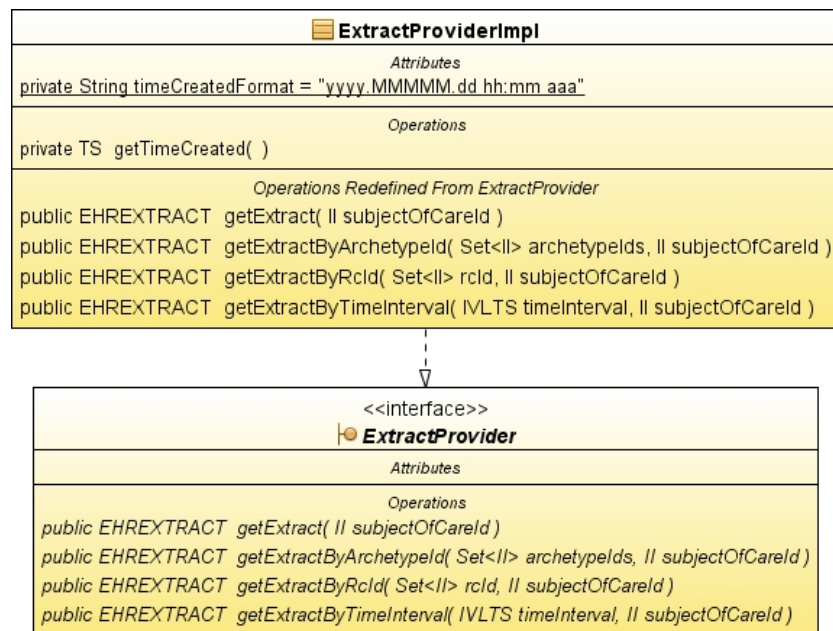 ExtractProviderImpl
Attributes
private String timeCreatedFormat = "yyyy.MMMMM.dd hh:mm aaa"
Operations
private TS getTimeCreated( )
Operations Redefined From ExtractProvider
public EHREXTRACT getExtract( II subjectOfCareId )
public EHREXTRACT getExtractByArchetypeId( Set<II> archetypeIds, II subjectOfCareId )
public EHREXTRACT getExtractByRcId( Set<II> rcId, II subjectOfCareId )
public EHREXTRACT getExtractByTimeInterval( IVLTS timeInterval, II subjectOfCareId )
<<interface>>
ExtractProvider
Attributes
Operations
public EHREXTRACT getExtract( II subjectOfCareId )
public EHREXTRACT getExtractByArchetypeId( Set<II> archetypeIds, II subjectOfCareId )
public EHREXTRACT getExtractByRcId( Set<II> rcId, II subjectOfCareId )
public EHREXTRACT getExtractByTimeInterval( IVLTS timeInterval, II subjectOfCareId )